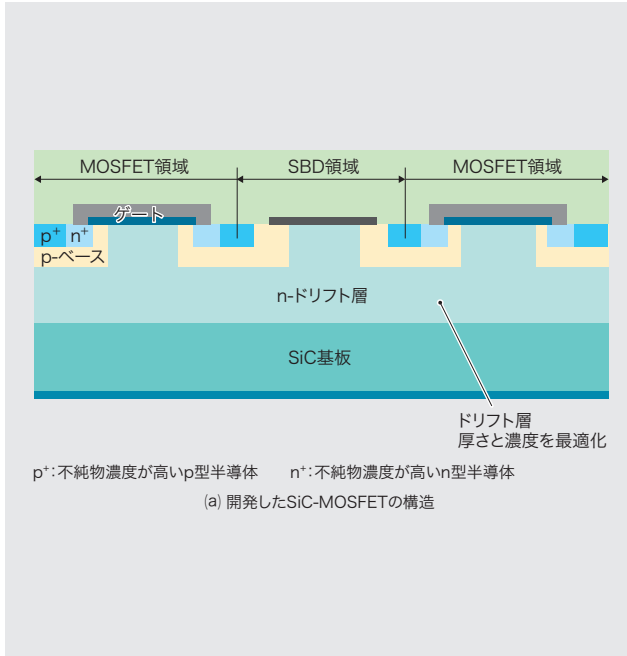 MOSFET領域 SBD領域 MOSFET領域
ゲート
p⁺ n⁺
p-ベース
n-ドリフト層
SiC基板
ドリフト層
厚さと濃度を最適化
p⁺:不純物濃度が高いp型半導体 n⁺:不純物濃度が高いn型半導体
(a) 開発したSiC-MOSFETの構造